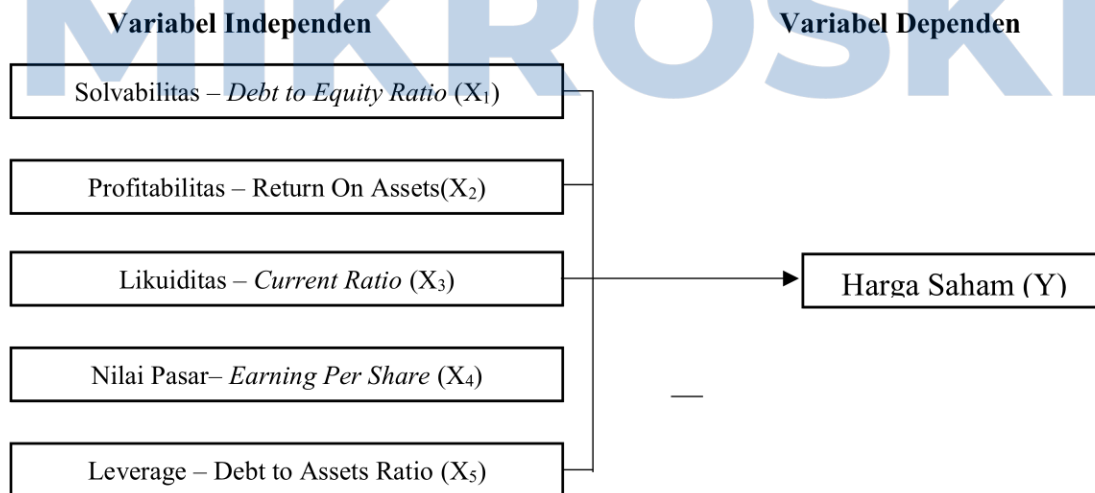 Variabel Independen
Variabel Dependen
MIKROSKI
Solvabilitas – Debt to Equity Ratio (X₁)
Profitabilitas – Return On Assets(X₂)
Likuiditas – Current Ratio (X₃)
Harga Saham (Y)
Nilai Pasar– Earning Per Share (X₄)
Leverage – Debt to Assets Ratio (X₅)